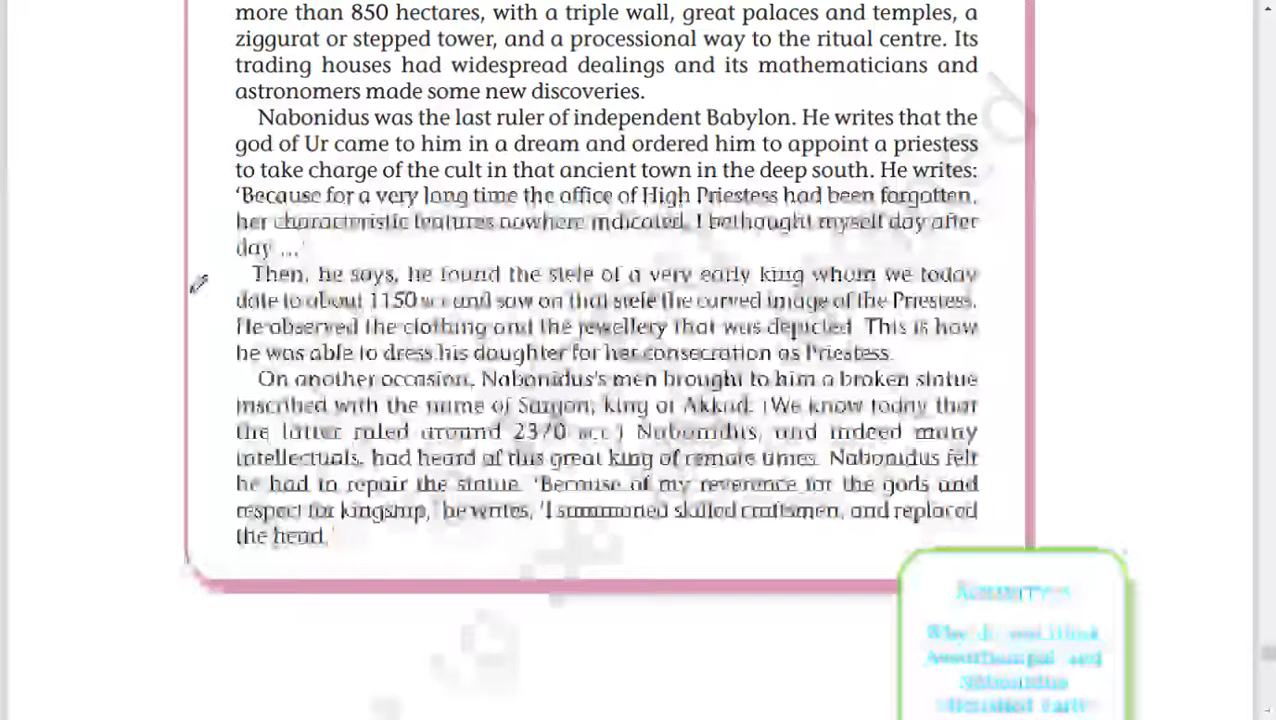 more than 850 hectares, with a triple wall, great palaces and temples, a
ziggurat or stepped tower, and a processional way to the ritual centre. Its
trading houses had widespread dealings and its mathematicians and
astronomers made some new discoveries.
Nabonidus was the last ruler of independent Babylon. He writes that the
god of Ur came to him in a dream and ordered him to appoint a priestess
to take charge of the cult in that ancient town in the deep south. He writes:
‘Because for a very long time the office of High Priestess had been forgotten,
her characteristic features nowhere indicated, I bethought myself day after
day ...’
Then, he says, he found the stele of a very early king whom we today
date to about 1150 BCE and saw on that stele the carved image of the Priestess.
He observed the clothing and the jewellery that was depicted. This is how
he was able to dress his daughter for her consecration as Priestess.
On another occasion, Nabonidus’s men brought to him a broken statue
inscribed with the name of Sargon, king of Akkad. (We know today that
the latter ruled around 2370 BCE.) Nabonidus, and indeed many
intellectuals, had heard of this great king of remote times. Nabonidus felt
he had to repair the statue. ‘Because of my reverence for the gods and
respect for kingship,’ he writes, ‘I summoned skilled craftsmen, and replaced
the head.’
Why do you think
Assurbanipal and
Nabonidus
cherished early